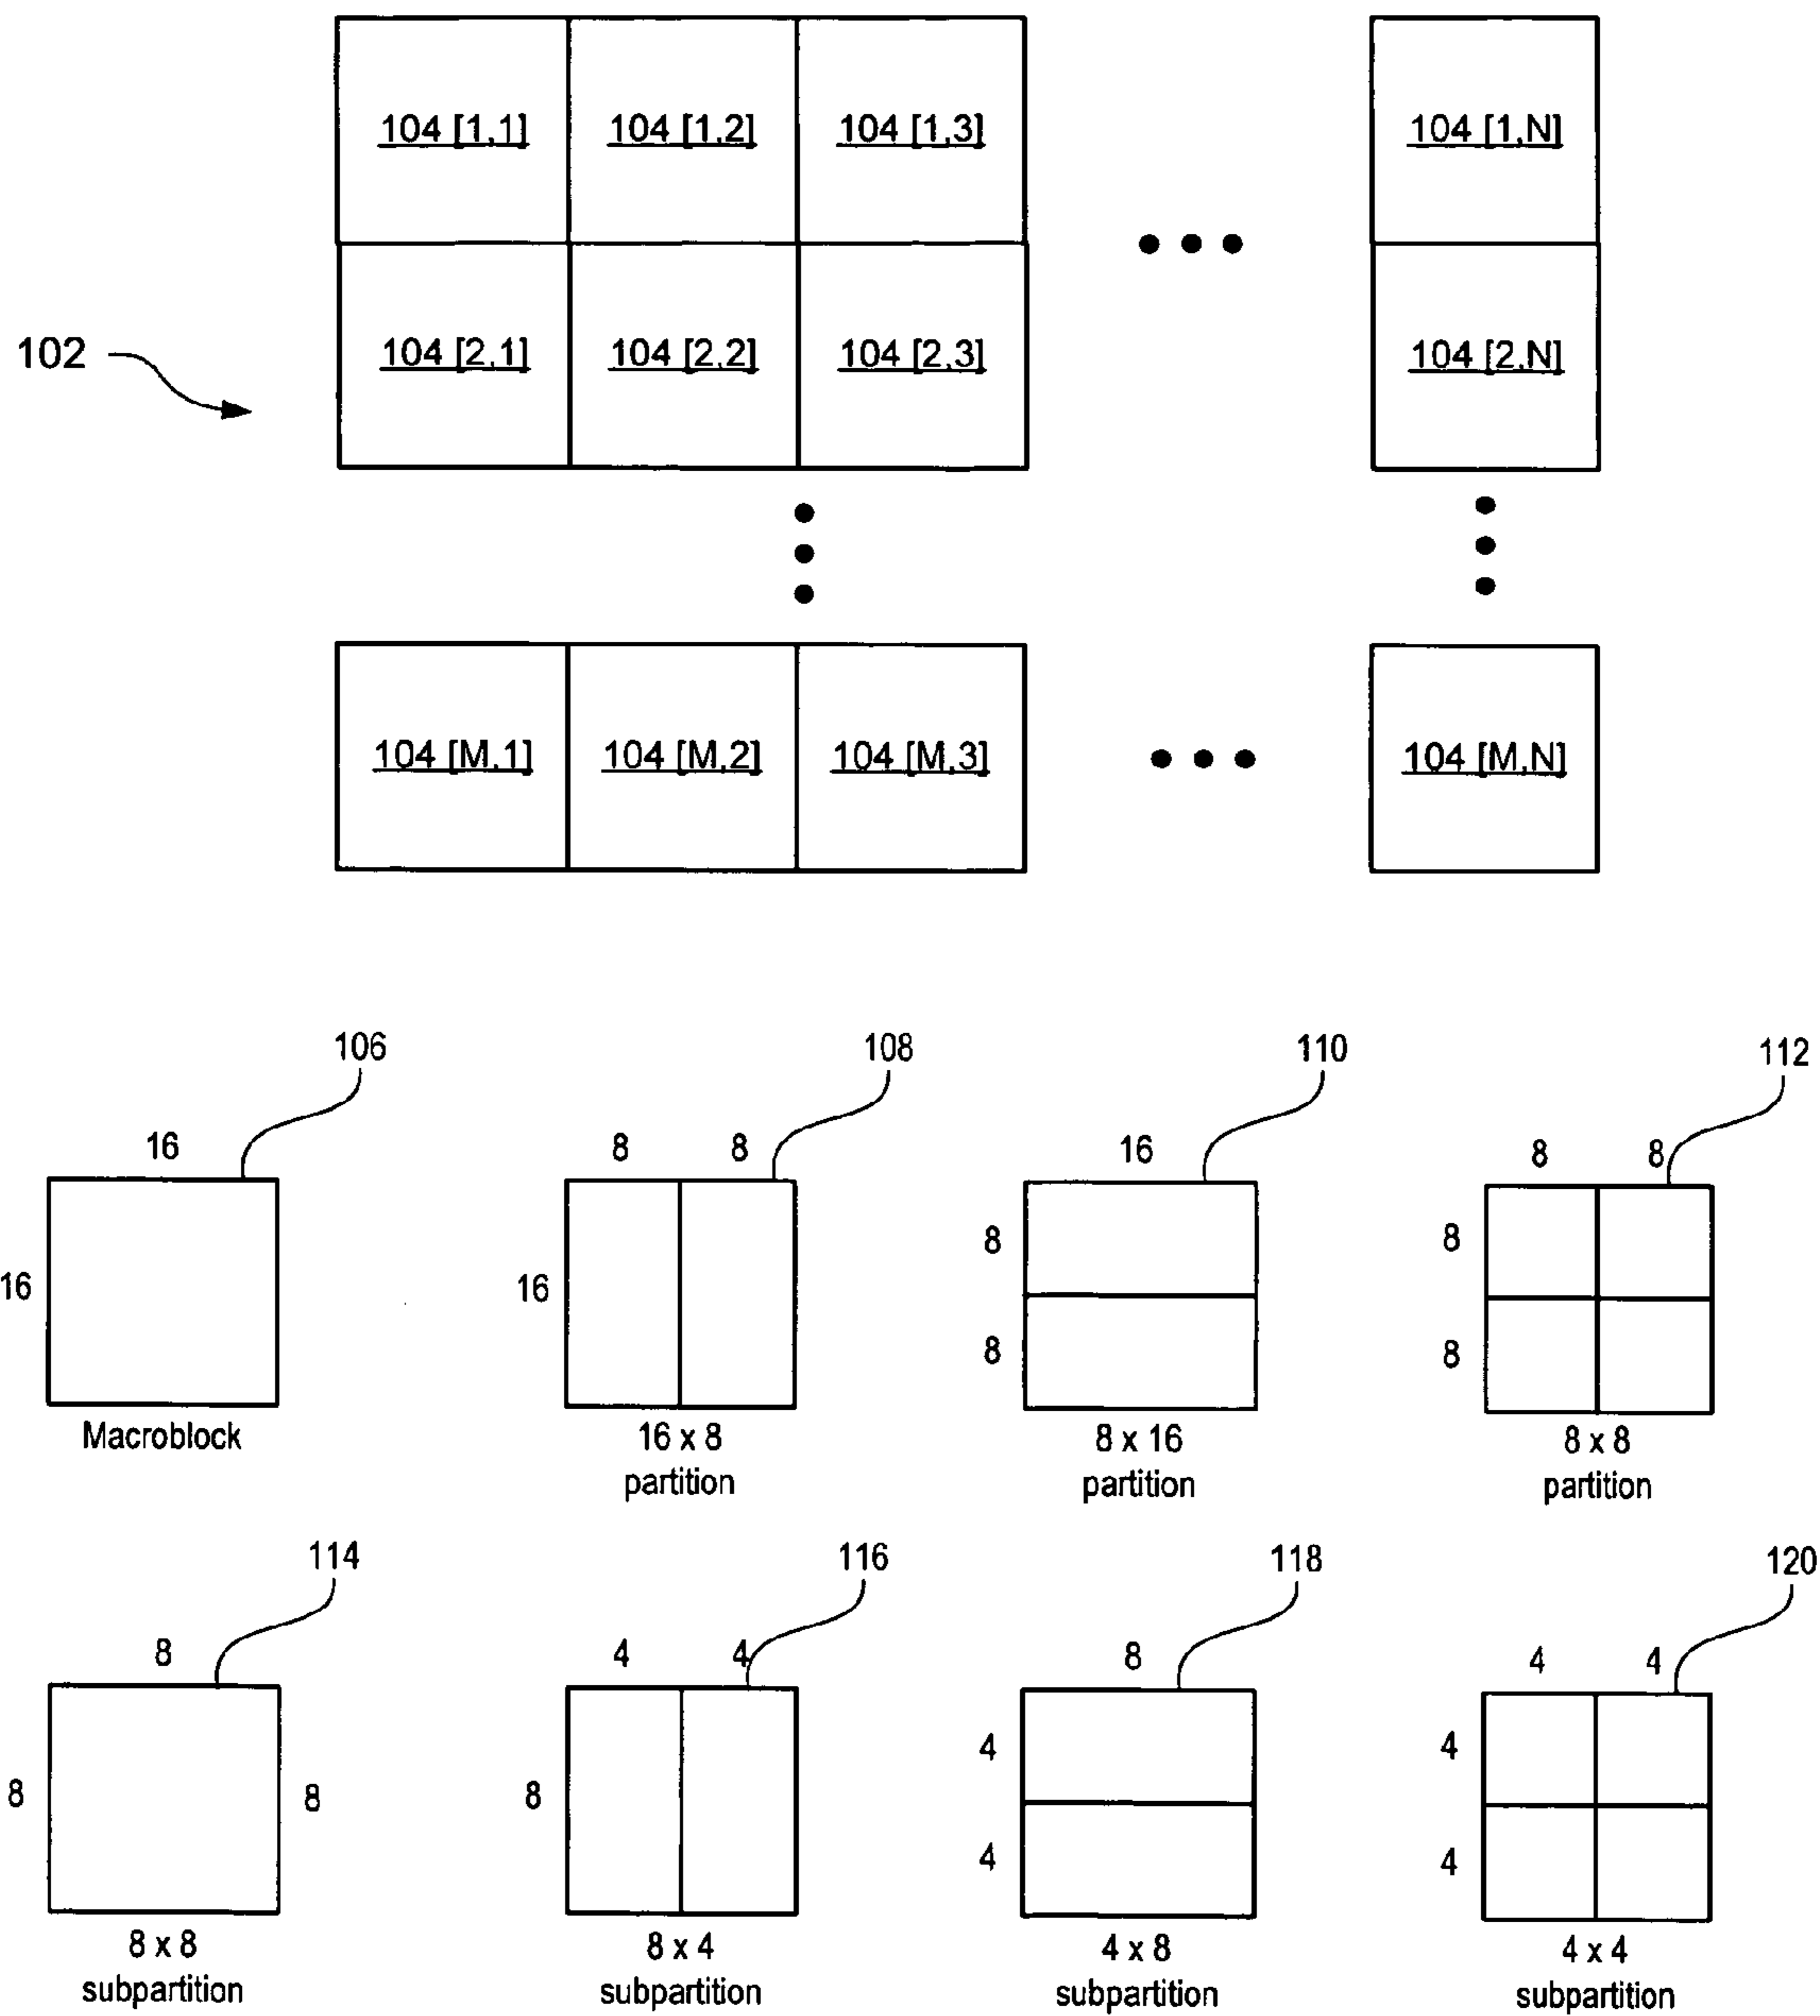 104 [1,1] 104 [1,2] 104 [1,3] 104 [1,N]
102
104 [2,1] 104 [2,2] 104 [2,3] 104 [2,N]
104 [M,1] 104 [M,2] 104 [M,3] 104 [M,N]
106 108 110 112
16 8 8 16 8 8
8 8
16 16
8 8
Macroblock 16 x 8 8 x 16 8 x 8
partition partition partition
114 116 118 120
8 4 4 8 4 4
4 4
8 8 8
4 4
8 x 8 8 x 4 4 x 8 4 x 4
subpartition subpartition subpartition subpartition